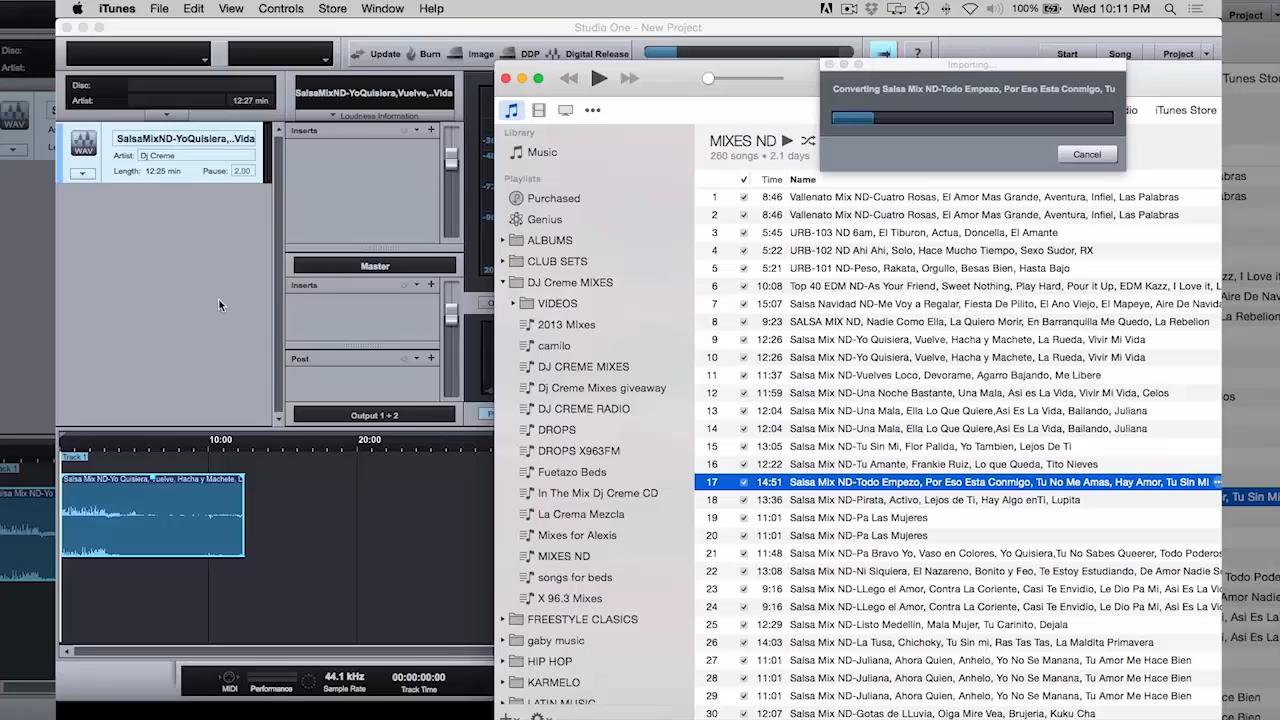 iTunes File Edit View Controls Store Window Help 100% Wed 10:11 PM
Studio One - New Project
Update Burn Image DDP Digital Release ? Start Song Project
Disc:
Artist: 12:27 min
SalsaMixND-YoQuisiera,Vuelve,..Vida
Loudness Information
WAV
SalsaMixND-YoQuisiera,..Vida
Artist: Dj Creme
Length: 12:25 min Pause: 2.00
Inserts
Master
Inserts
Post
Output 1 + 2
10:00 20:00
Track 1
Salsa Mix ND-Yo Quisiera, Vuelve, Hacha y Machete, L
MIDI Performance 44.1 kHz Sample Rate 00:00:00:00 Track Time
Importing...
Converting Salsa Mix ND-Todo Empezo, Por Eso Esta Conmigo, Tu
Cancel
iTunes Store
Library
Music
Playlists
Purchased
Genius
ALBUMS
CLUB SETS
DJ Creme MIXES
VIDEOS
2013 MIxes
camilo
DJ CREME MIXES
Dj Creme Mixes giveaway
DJ CREME RADIO
DROPS
DROPS X963FM
Fuetazo Beds
In The Mix Dj Creme CD
La Crema Mezcla
Mixes for Alexis
MIXES ND
songs for beds
X 96.3 Mixes
FREESTYLE CLASICS
gaby music
HIP HOP
KARMELO
LATIN MUSIC
MIXES ND
260 songs • 2.1 days
✓ Time Name
1 8:46 Vallenato Mix ND-Cuatro Rosas, El Amor Mas Grande, Aventura, Infiel, Las Palabras
2 8:46 Vallenato Mix ND-Cuatro Rosas, El Amor Mas Grande, Aventura, Infiel, Las Palabras
3 5:45 URB-103 ND 6am, El Tiburon, Actua, Doncella, El Amante
4 5:22 URB-102 ND Ahi Ahi, Solo, Hace Mucho Tiempo, Sexo Sudor, RX
5 5:21 URB-101 ND-Peso, Rakata, Orgullo, Besas Bien, Hasta Bajo
6 10:08 Top 40 EDM ND-As Your Friend, Sweet Nothing, Play Hard, Pour it Up, EDM Kazz, I Love it, L
7 15:07 Salsa Navidad ND-Me Voy a Regalar, Fiesta De Pilito, El Ano Viejo, El Mapeye, Aire De Navida
8 9:23 SALSA MIX ND, Nadie Como Ella, La Quiero Morir, En Barranquilla Me Quedo, La Rebelion
9 12:26 Salsa Mix ND-Yo Quisiera, Vuelve, Hacha y Machete, La Rueda, Vivir Mi Vida
10 12:26 Salsa Mix ND-Yo Quisiera, Vuelve, Hacha y Machete, La Rueda, Vivir Mi Vida
11 11:37 Salsa Mix ND-Vuelves Loco, Devorame, Agarro Bajando, Me Libere
12 11:59 Salsa Mix ND-Una Noche Bastante, Una Mala, Asi es La Vida, Vivir Mi Vida, Celos
13 12:04 Salsa Mix ND-Una Mala, Ella Lo Que Quiere,Asi Es La Vida, Bailando, Juliana
14 12:04 Salsa Mix ND-Una Mala, Ella Lo Que Quiere,Asi Es La Vida, Bailando, Juliana
15 13:06 Salsa Mix ND-Tu Sin Mi, Flor Palida, Yo Tambien, Lejos De Ti
16 12:22 Salsa Mix ND-Tu Amante, Frankie Ruiz, Lo que Queda, Tito Nieves
17 14:51 Salsa Mix ND-Todo Empezo, Por Eso Esta Conmigo, Tu No Me Amas, Hay Amor, Tu Sin Mi
18 13:36 Salsa Mix ND-Pirata, Activo, Lejos de Ti, Hay Algo enTi, Lupita
19 11:01 Salsa Mix ND-Pa Las Mujeres
20 11:01 Salsa Mix ND-Pa Las Mujeres
21 11:48 Salsa Mix ND-Pa Bravo Yo, Vaso en Colores, Yo Quisiera,Tu No Sabes Queerer, Todo Poderos
22 13:08 Salsa Mix ND-Ni Siquiera, El Nazareno, Bonito y Feo, Te Estoy Estudiando, De Amor Nadie Se
23 9:16 Salsa Mix ND-LLego el Amor, Contra La Coriente, Casi Te Envidio, Le Dio Pa Mi, Asi Es La Vid
24 9:16 Salsa Mix ND-LLego el Amor, Contra La Coriente, Casi Te Envidio, Le Dio Pa Mi, Asi Es La Vid
25 12:29 Salsa Mix ND-Listo Medellin, Mala Mujer, Tu Carinito, Dejala
26 14:03 Salsa Mix ND-La Tusa, Chichoky, Tu Sin mi, Ras Tas Tas, La Maldita Primavera
27 11:01 Salsa Mix ND-Juliana, Ahora Quien, Anhelo, Yo No Se Manana, Tu Amor Me Hace Bien
28 11:01 Salsa Mix ND-Juliana, Ahora Quien, Anhelo, Yo No Se Manana, Tu Amor Me Hace Bien
29 11:01 Salsa Mix ND-Juliana, Ahora Quien, Anhelo, Yo No Se Manana, Tu Amor Me Hace Bien
30 12:07 Salsa Mix ND-Gotas de LLuvia, Oiga Mire Vea, Brujeria, Kuku Cha